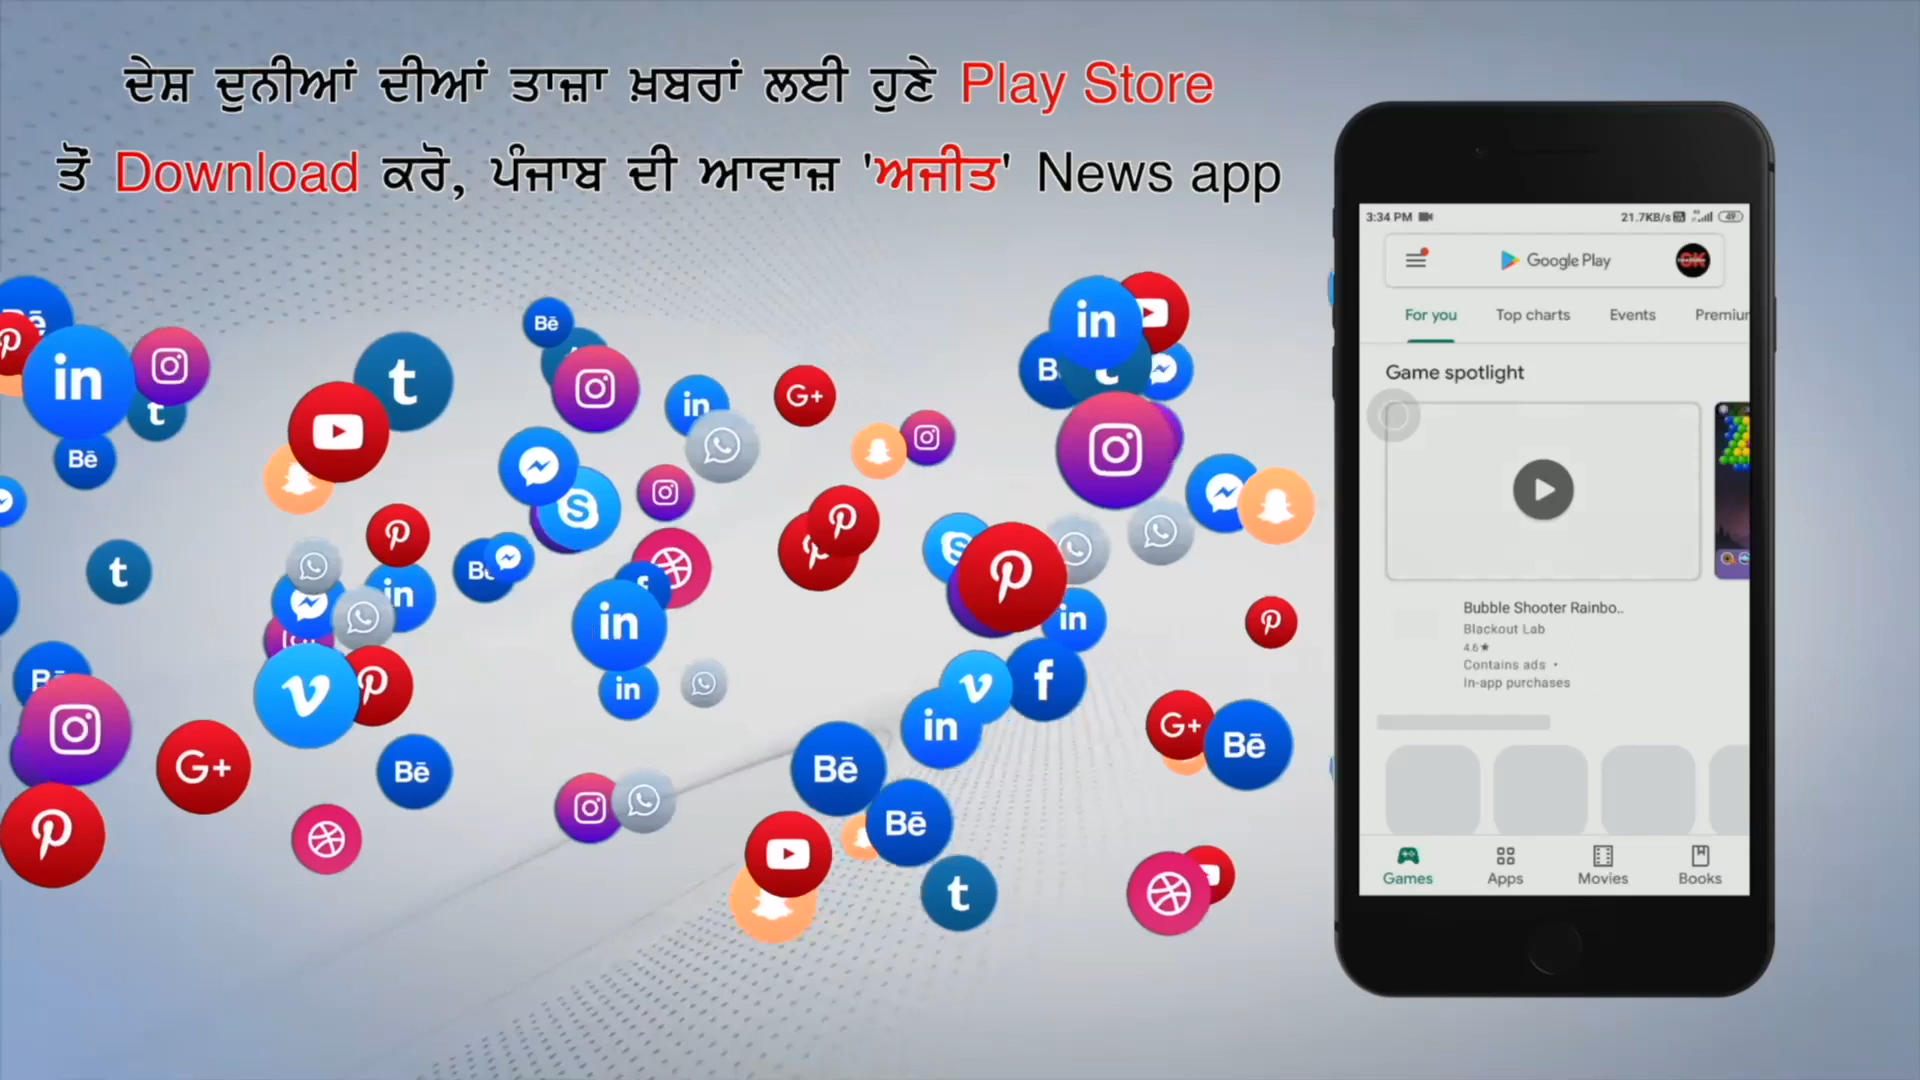 ਦੇਸ਼ ਦੁਨੀਆਂ ਦੀਆਂ ਤਾਜ਼ਾ ਖ਼ਬਰਾਂ ਲਈ ਹੁਣੇ Play Store
ਤੋਂ Download ਕਰੋ, ਪੰਜਾਬ ਦੀ ਆਵਾਜ਼ 'ਅਜੀਤ' News app
3:34 PM 21.7KB/s 49
Google Play
For you Top charts Events Premiur
Game spotlight
Bubble Shooter Rainbo..
Blackout Lab
4.6★
Contains ads •
In-app purchases
Games Apps Movies Books